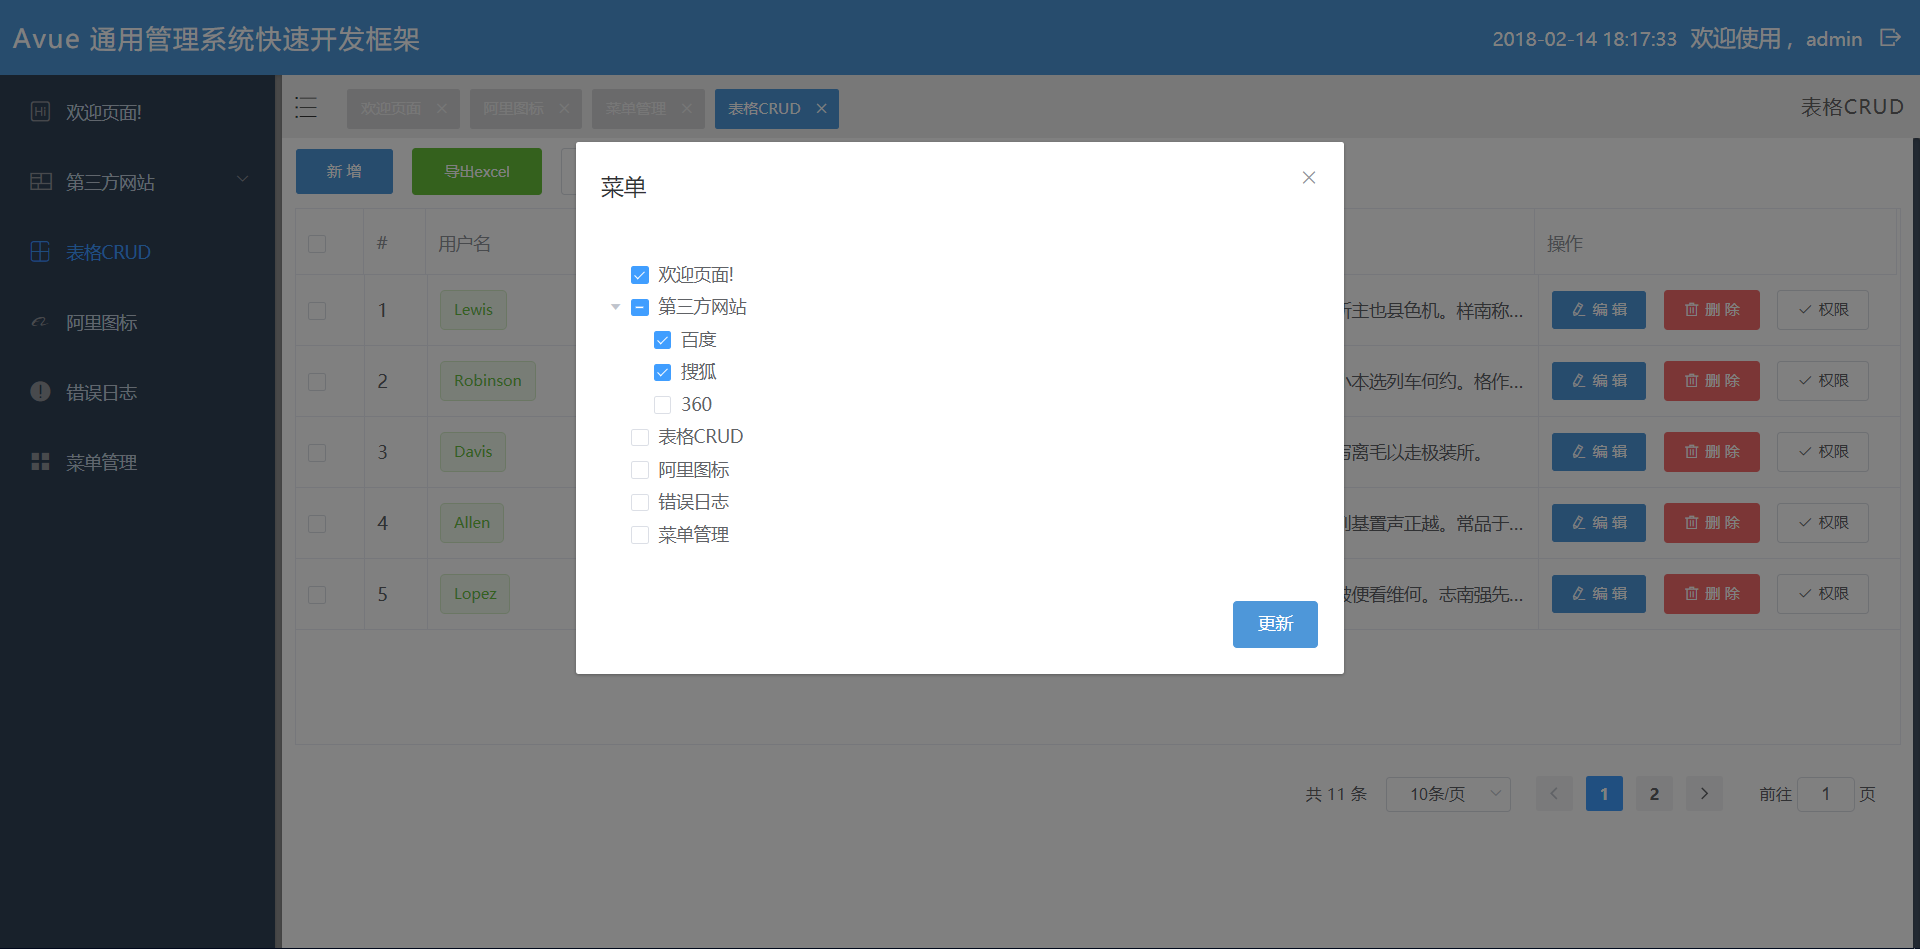 Avue 通用管理系统快速开发框架
2018-02-14 18:17:33 欢迎使用 , admin
欢迎页面!
第三方网站
表格CRUD
阿里图标
错误日志
菜单管理
欢迎页面 阿里图标 菜单管理 表格CRUD
表格CRUD
新 增 导出excel
# 用户名 操作
1 Lewis 主也县色机。样南称... 编 辑 删 除 权限
2 Robinson 本选列车何约。格作... 编 辑 删 除 权限
3 Davis 离毛以走极装所。 编 辑 删 除 权限
4 Allen 基置声正越。常品于... 编 辑 删 除 权限
5 Lopez 便看维何。志南强先... 编 辑 删 除 权限
菜单
欢迎页面!
第三方网站
百度
搜狐
360
表格CRUD
阿里图标
错误日志
菜单管理
更新
共 11 条 10条/页 1 2 前往 1 页